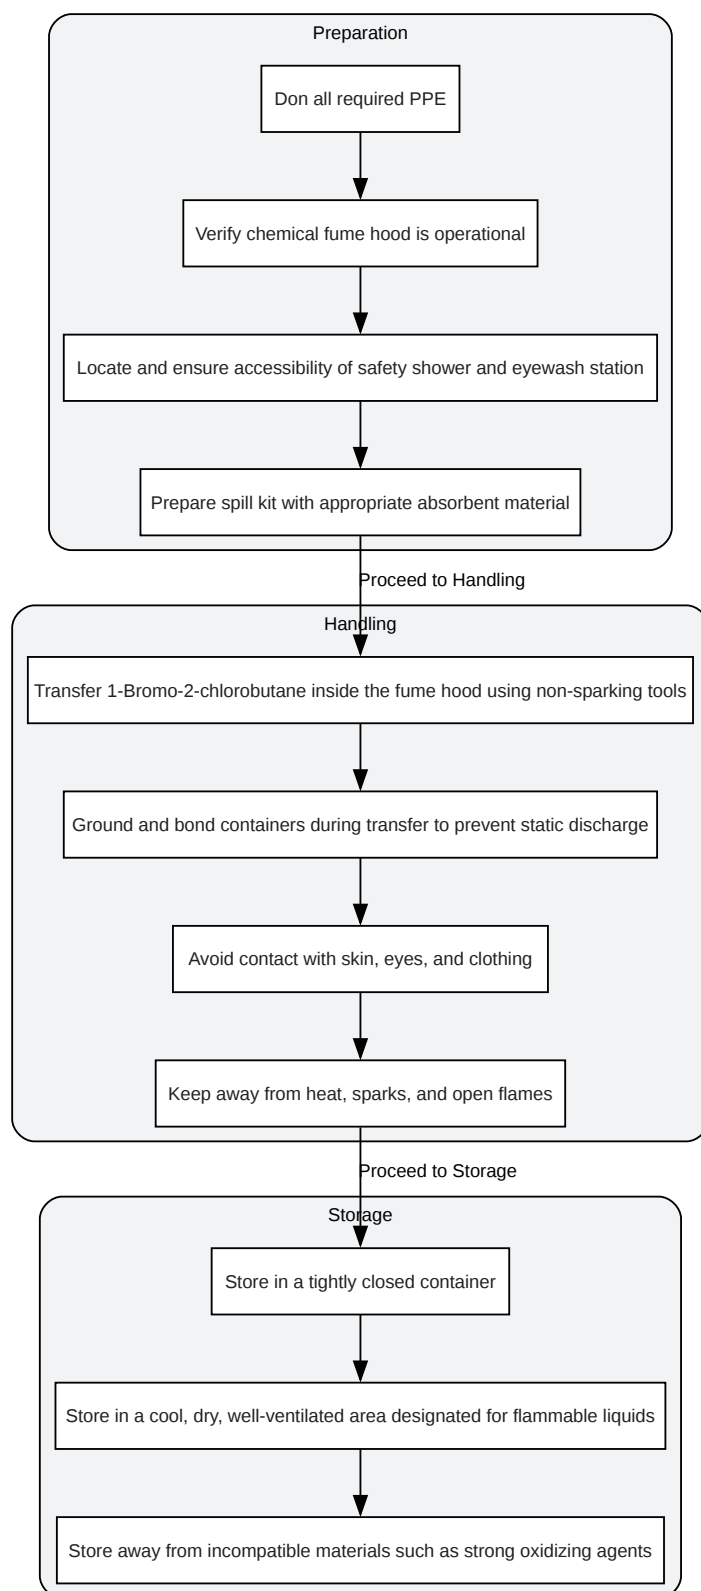 Preparation
Don all required PPE
Verify chemical fume hood is operational
Locate and ensure accessibility of safety shower and eyewash station
Prepare spill kit with appropriate absorbent material
Proceed to Handling
Handling
Transfer 1-Bromo-2-chlorobutane inside the fume hood using non-sparking tools
Ground and bond containers during transfer to prevent static discharge
Avoid contact with skin, eyes, and clothing
Keep away from heat, sparks, and open flames
Proceed to Storage
Storage
Store in a tightly closed container
Store in a cool, dry, well-ventilated area designated for flammable liquids
Store away from incompatible materials such as strong oxidizing agents